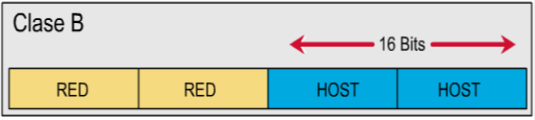 Clase B
16 Bits
RED RED HOST HOST